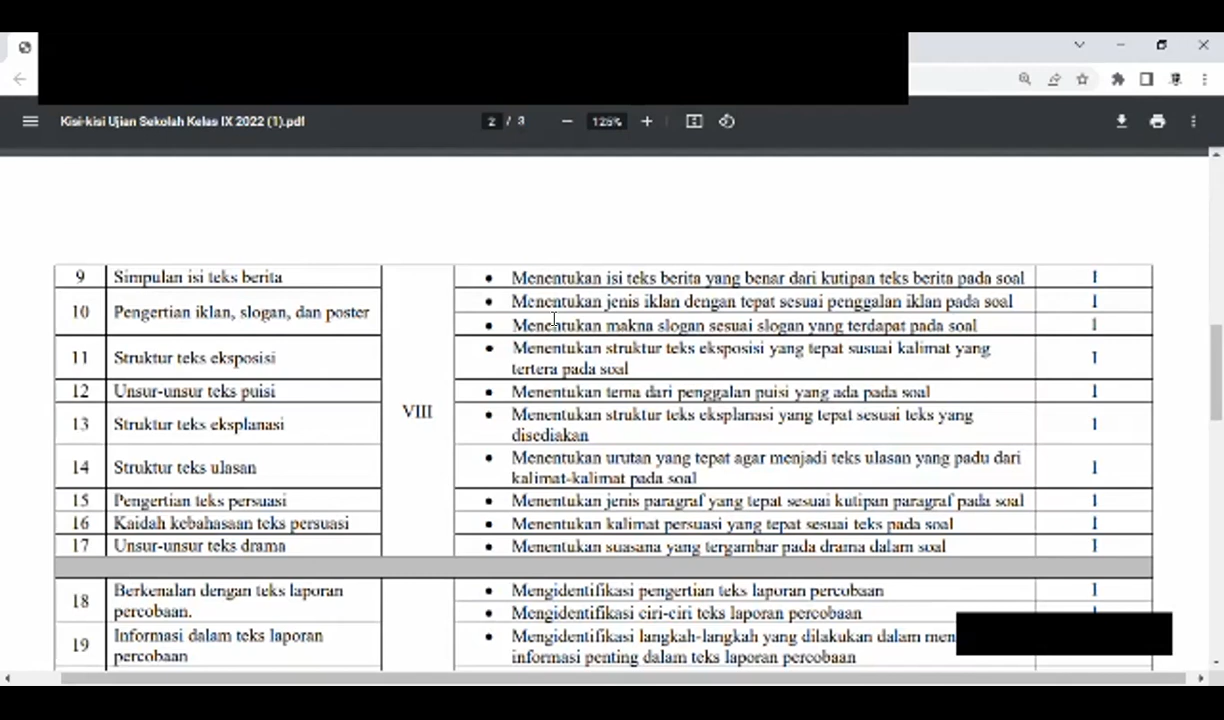 Kisi-kisi Ujian Sekolah Kelas IX 2022 (1).pdf
2 / 3
125%
9 Simpulan isi teks berita • Menentukan isi teks berita yang benar dari kutipan teks berita pada soal 1
10 Pengertian iklan, slogan, dan poster • Menentukan jenis iklan dengan tepat sesuai penggalan iklan pada soal 1
• Menentukan makna slogan sesuai slogan yang terdapat pada soal 1
11 Struktur teks eksposisi • Menentukan struktur teks eksposisi yang tepat susuai kalimat yang
tertera pada soal 1
12 Unsur-unsur teks puisi • Menentukan tema dari penggalan puisi yang ada pada soal 1
VIII
13 Struktur teks eksplanasi • Menentukan struktur teks eksplanasi yang tepat sesuai teks yang
disediakan 1
14 Struktur teks ulasan • Menentukan urutan yang tepat agar menjadi teks ulasan yang padu dari
kalimat-kalimat pada soal 1
15 Pengertian teks persuasi • Menentukan jenis paragraf yang tepat sesuai kutipan paragraf pada soal 1
16 Kaidah kebahasaan teks persuasi • Menentukan kalimat persuasi yang tepat sesuai teks pada soal 1
17 Unsur-unsur teks drama • Menentukan suasana yang tergambar pada drama dalam soal 1
18 Berkenalan dengan teks laporan • Mengidentifikasi pengertian teks laporan percobaan 1
percobaan. • Mengidentifikasi ciri-ciri teks laporan percobaan 1
19 Informasi dalam teks laporan • Mengidentifikasi langkah-langkah yang dilakukan dalam
percobaan informasi penting dalam teks laporan percobaan